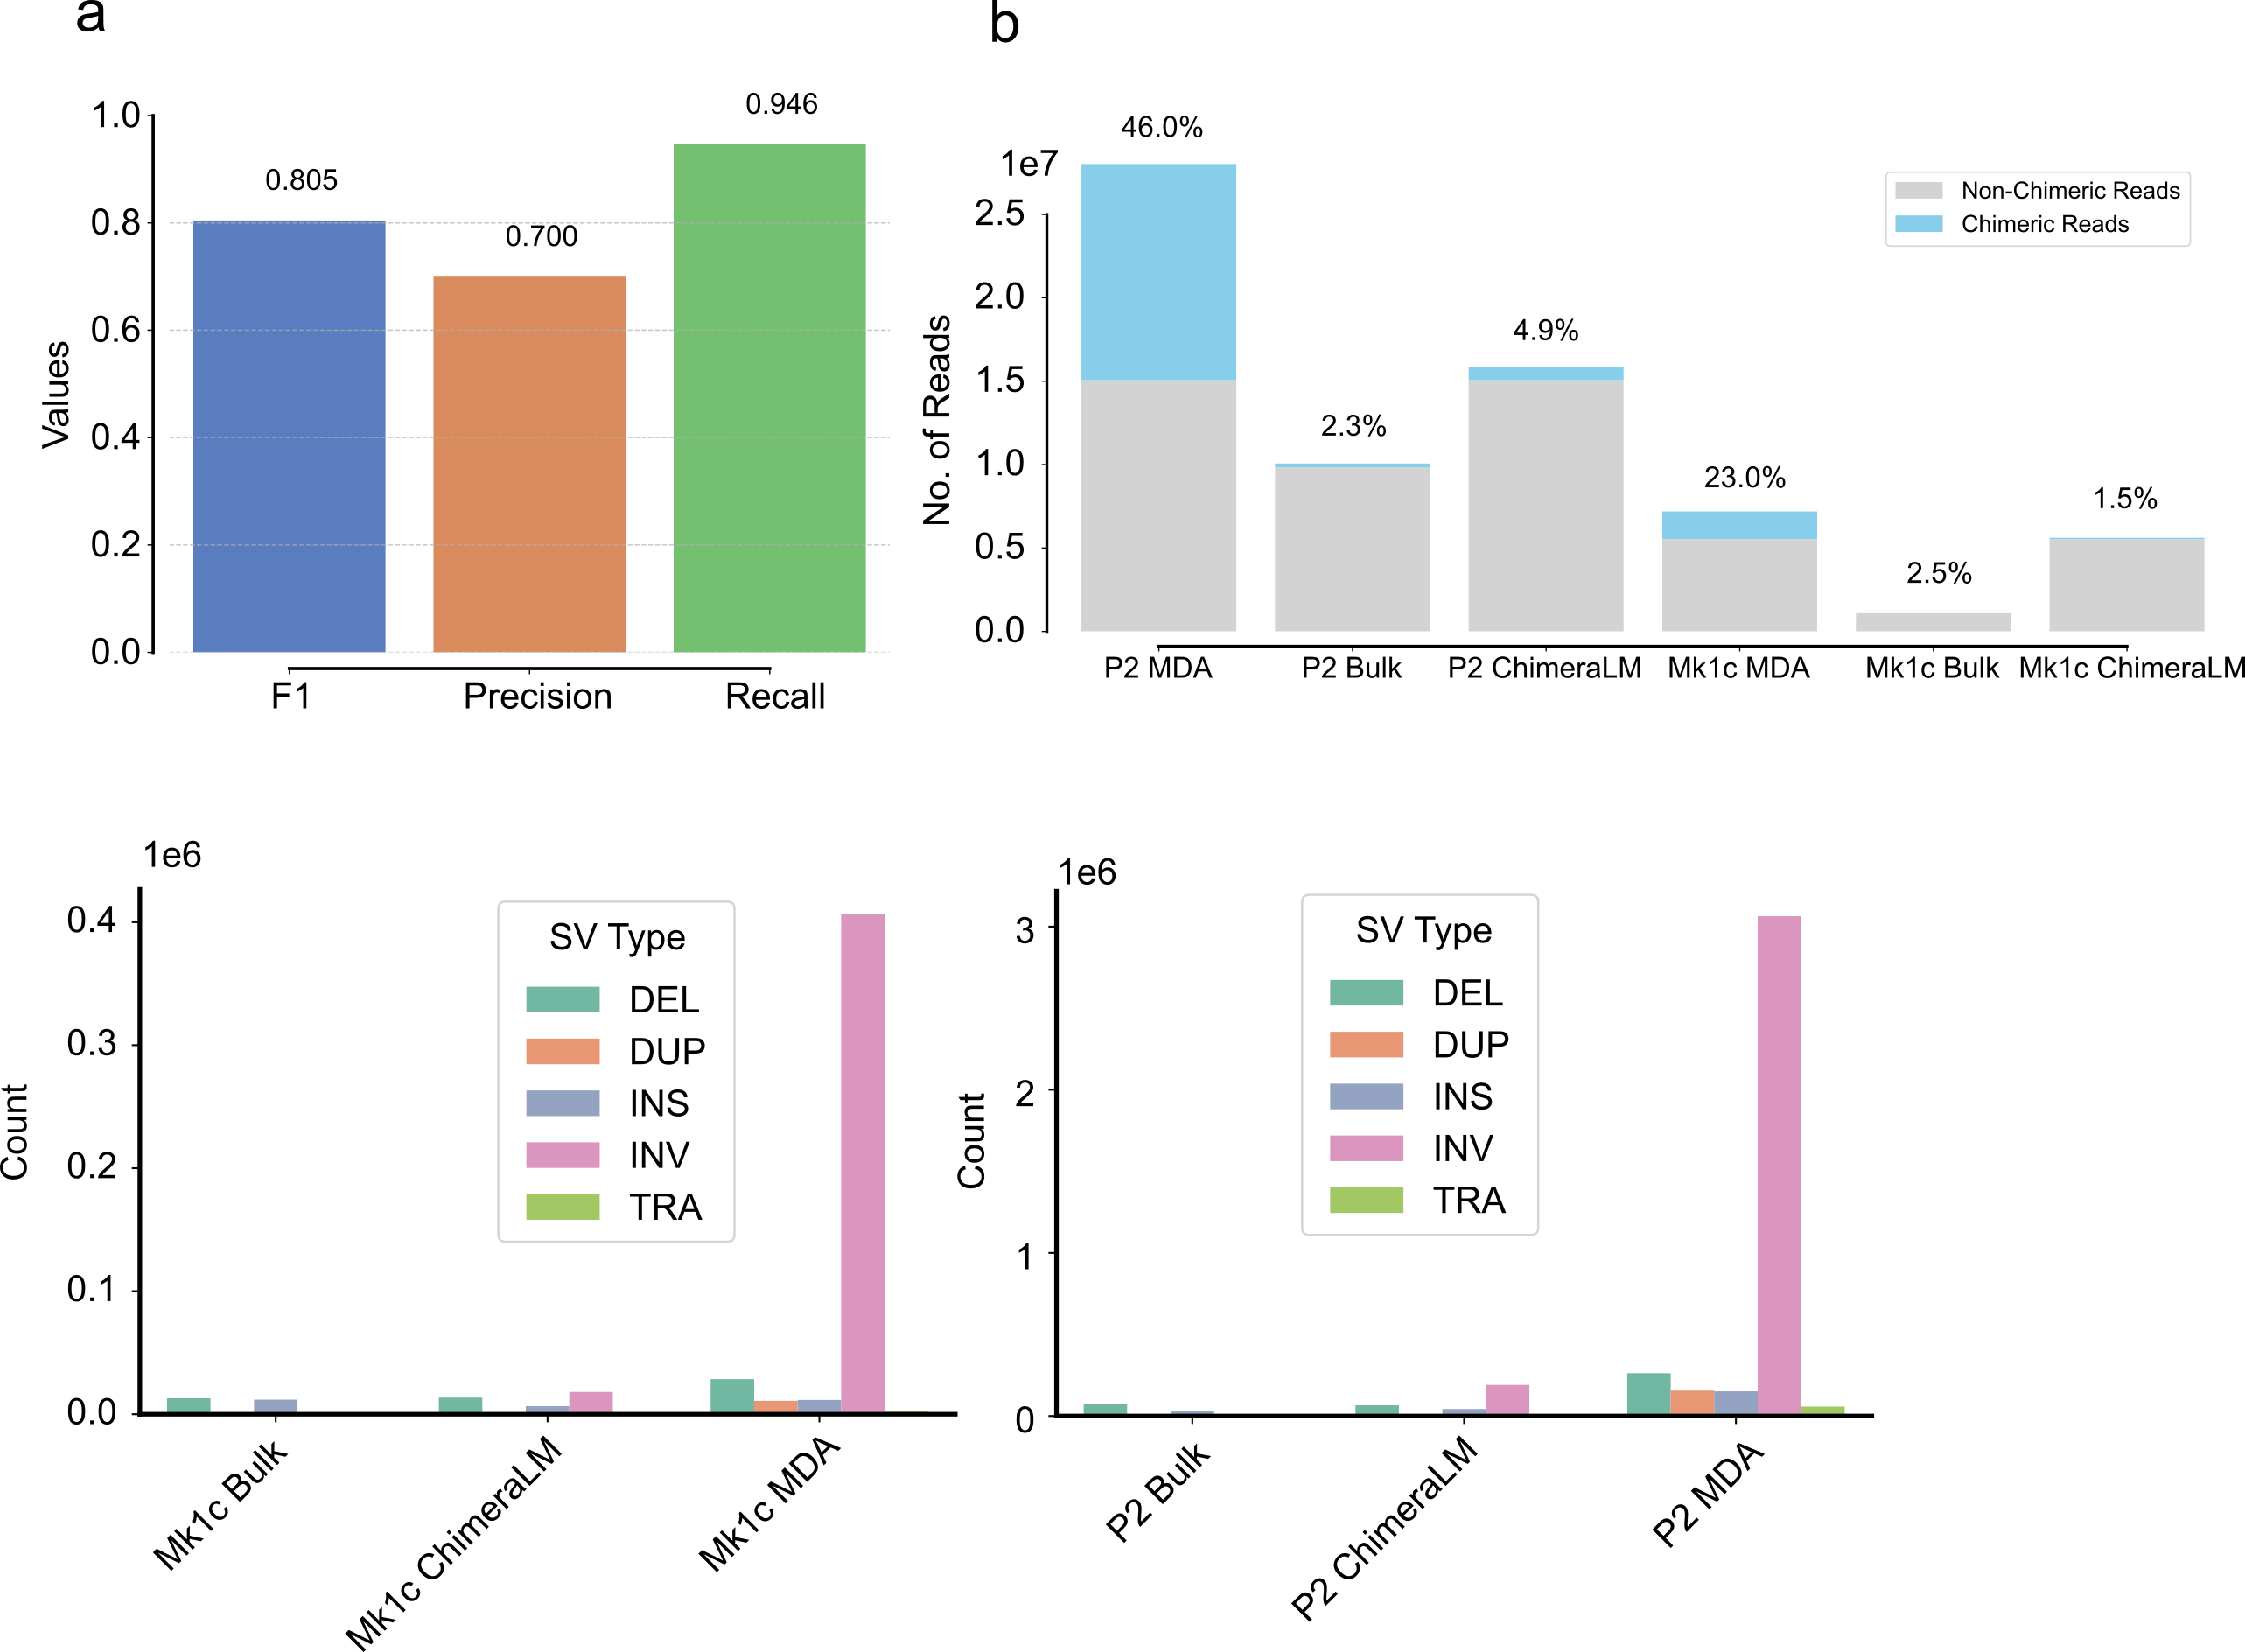 a
1.0
0.8
0.6
0.4
0.2
0.0
Values
0.805
0.700
0.946
F1
Precision
Recall
b
1e7
2.5
2.0
1.5
1.0
0.5
0.0
No. of Reads
46.0%
2.3%
4.9%
23.0%
2.5%
1.5%
Non-Chimeric Reads
Chimeric Reads
P2 MDA
P2 Bulk
P2 ChimeraLM
Mk1c MDA
Mk1c Bulk
Mk1c ChimeraLM
1e6
0.4
0.3
0.2
0.1
0.0
Count
SV Type
DEL
DUP
INS
INV
TRA
Mk1c Bulk
Mk1c ChimeraLM
Mk1c MDA
1e6
3
2
1
0
Count
SV Type
DEL
DUP
INS
INV
TRA
P2 Bulk
P2 ChimeraLM
P2 MDA